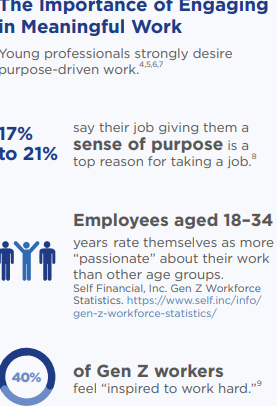 The Importance of Engaging
in Meaningful Work
Young professionals strongly desire
purpose-driven work.4,5,6,7
17%
to 21%
say their job giving them a
sense of purpose is a
top reason for taking a job.8
Employees aged 18–34
years rate themselves as more
“passionate” about their work
than other age groups.
Self Financial, Inc. Gen Z Workforce
Statistics. https://www.self.inc/info/
gen-z-workforce-statistics/
40%
of Gen Z workers
feel “inspired to work hard.”9